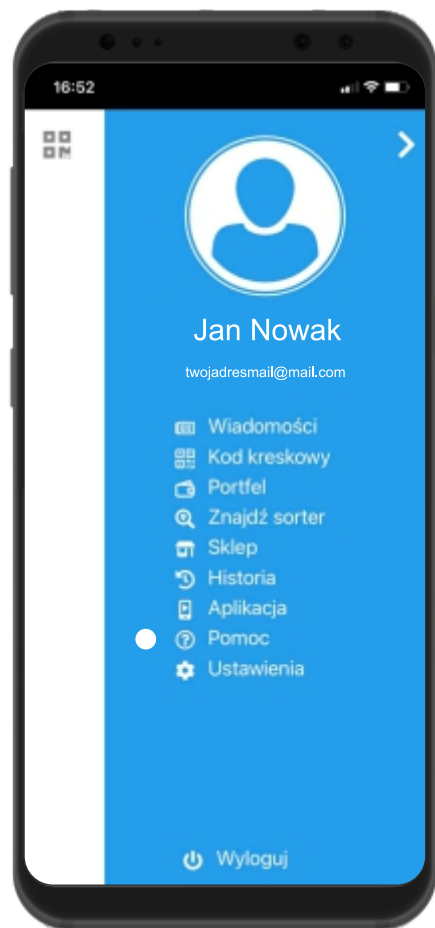 16:52
Jan Nowak
twojadresmail@mail.com
Wiadomości
Kod kreskowy
Portfel
Znajdź sorter
Sklep
Historia
Aplikacja
Pomoc
Ustawienia
Wyloguj